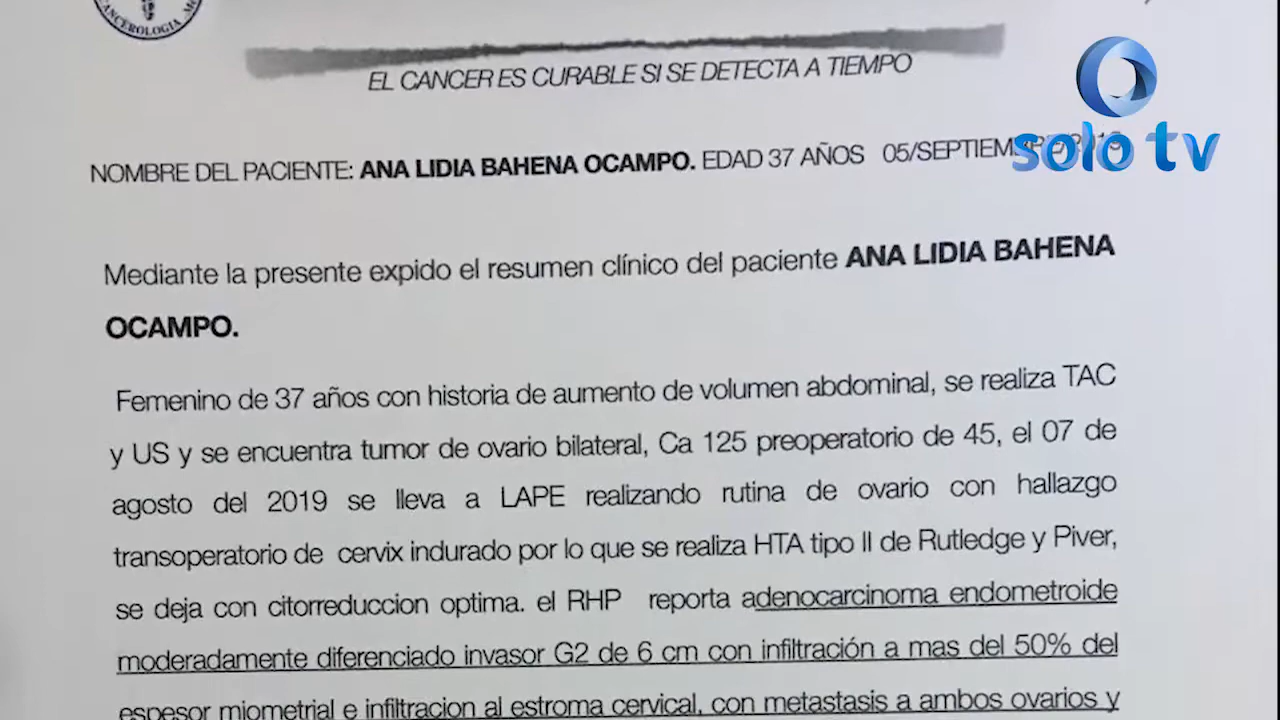 CANCEROLOGIA
EL CANCER ES CURABLE SI SE DETECTA A TIEMPO
solo tv
NOMBRE DEL PACIENTE: ANA LIDIA BAHENA OCAMPO. EDAD 37 AÑOS 05/SEPTIEMBRE/2019
Mediante la presente expido el resumen clínico del paciente ANA LIDIA BAHENA
OCAMPO.
Femenino de 37 años con historia de aumento de volumen abdominal, se realiza TAC
y US y se encuentra tumor de ovario bilateral, Ca 125 preoperatorio de 45, el 07 de
agosto del 2019 se lleva a LAPE realizando rutina de ovario con hallazgo
transoperatorio de cervix indurado por lo que se realiza HTA tipo II de Rutledge y Piver,
se deja con citorreduccion optima. el RHP reporta adenocarcinoma endometroide
moderadamente diferenciado invasor G2 de 6 cm con infiltración a mas del 50% del
espesor miometrial e infiltracion al estroma cervical, con metastasis a ambos ovarios y